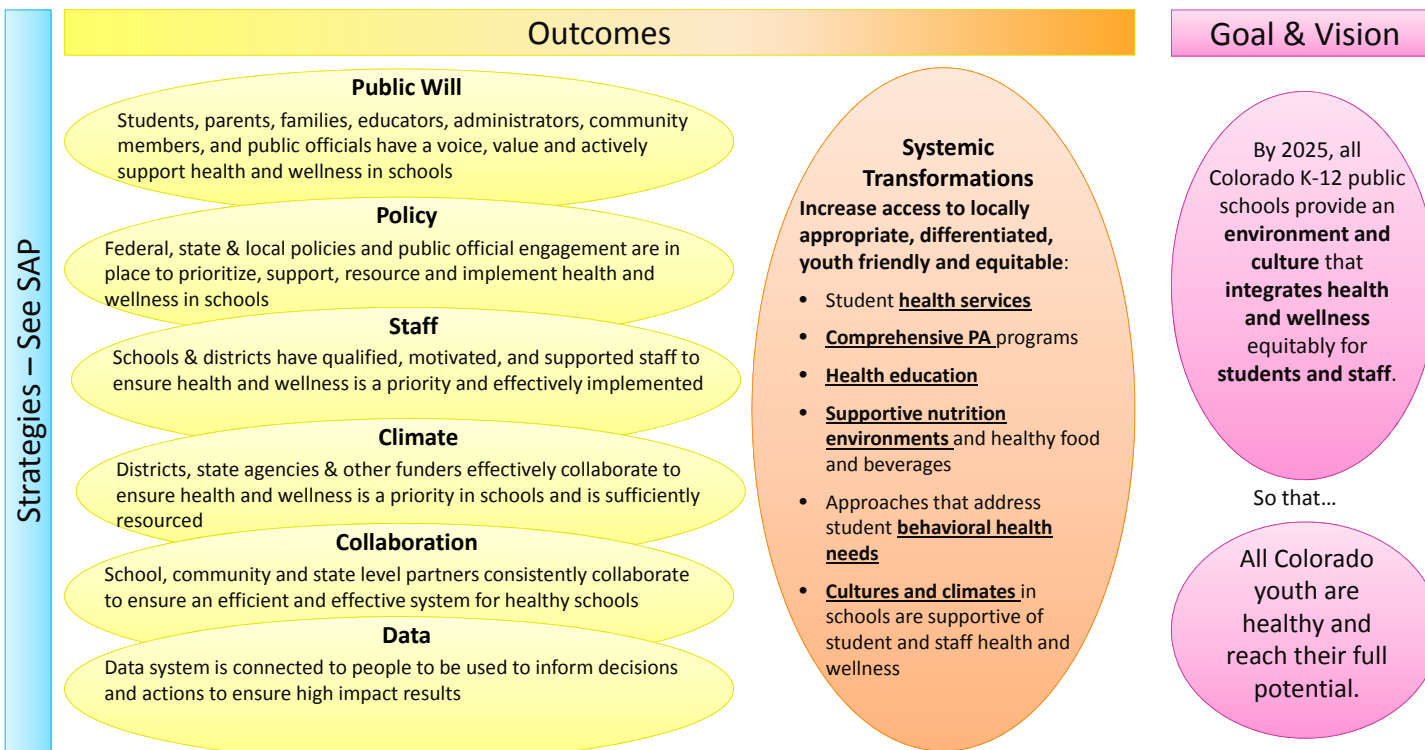 Strategies – See SAP
Outcomes
Public Will
Students, parents, families, educators, administrators, community
members, and public officials have a voice, value and actively
support health and wellness in schools
Policy
Federal, state & local policies and public official engagement are in
place to prioritize, support, resource and implement health and
wellness in schools
Staff
Schools & districts have qualified, motivated, and supported staff to
ensure health and wellness is a priority and effectively implemented
Climate
Districts, state agencies & other funders effectively collaborate to
ensure health and wellness is a priority in schools and is sufficiently
resourced
Collaboration
School, community and state level partners consistently collaborate
to ensure an efficient and effective system for healthy schools
Data
Data system is connected to people to be used to inform decisions
and actions to ensure high impact results
Systemic
Transformations
Increase access to locally
appropriate, differentiated,
youth friendly and equitable:
• Student health services
• Comprehensive PA programs
• Health education
• Supportive nutrition
environments and healthy food
and beverages
• Approaches that address
student behavioral health
needs
• Cultures and climates in
schools are supportive of
student and staff health and
wellness
Goal & Vision
By 2025, all
Colorado K-12 public
schools provide an
environment and
culture that
integrates health
and wellness
equitably for
students and staff.
So that…
All Colorado
youth are
healthy and
reach their full
potential.